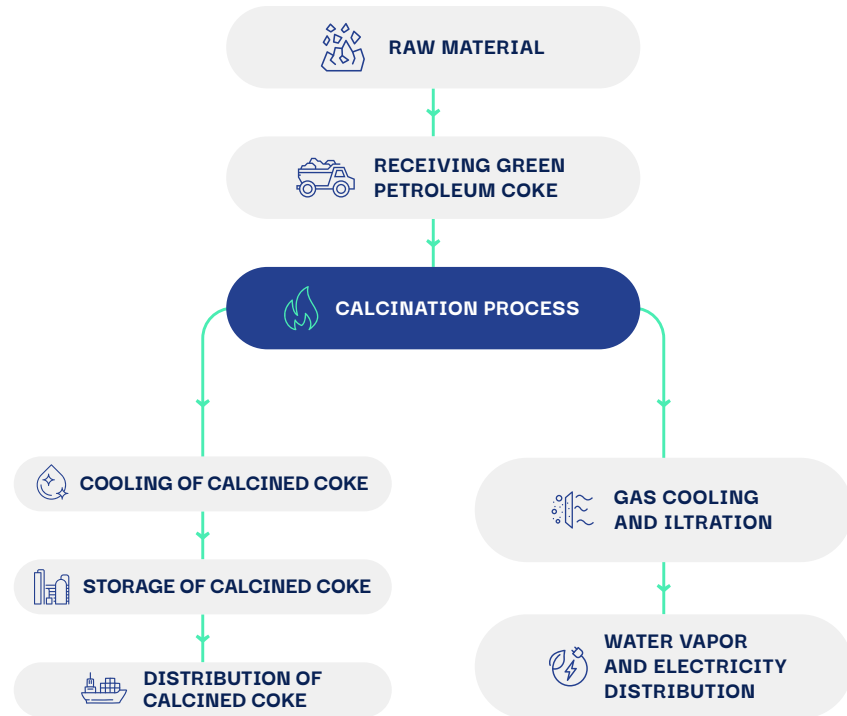 RAW MATERIAL
RECEIVING GREEN
PETROLEUM COKE
CALCINATION PROCESS
COOLING OF CALCINED COKE
STORAGE OF CALCINED COKE
DISTRIBUTION OF
CALCINED COKE
GAS COOLING
AND ILTRATION
WATER VAPOR
AND ELECTRICITY
DISTRIBUTION